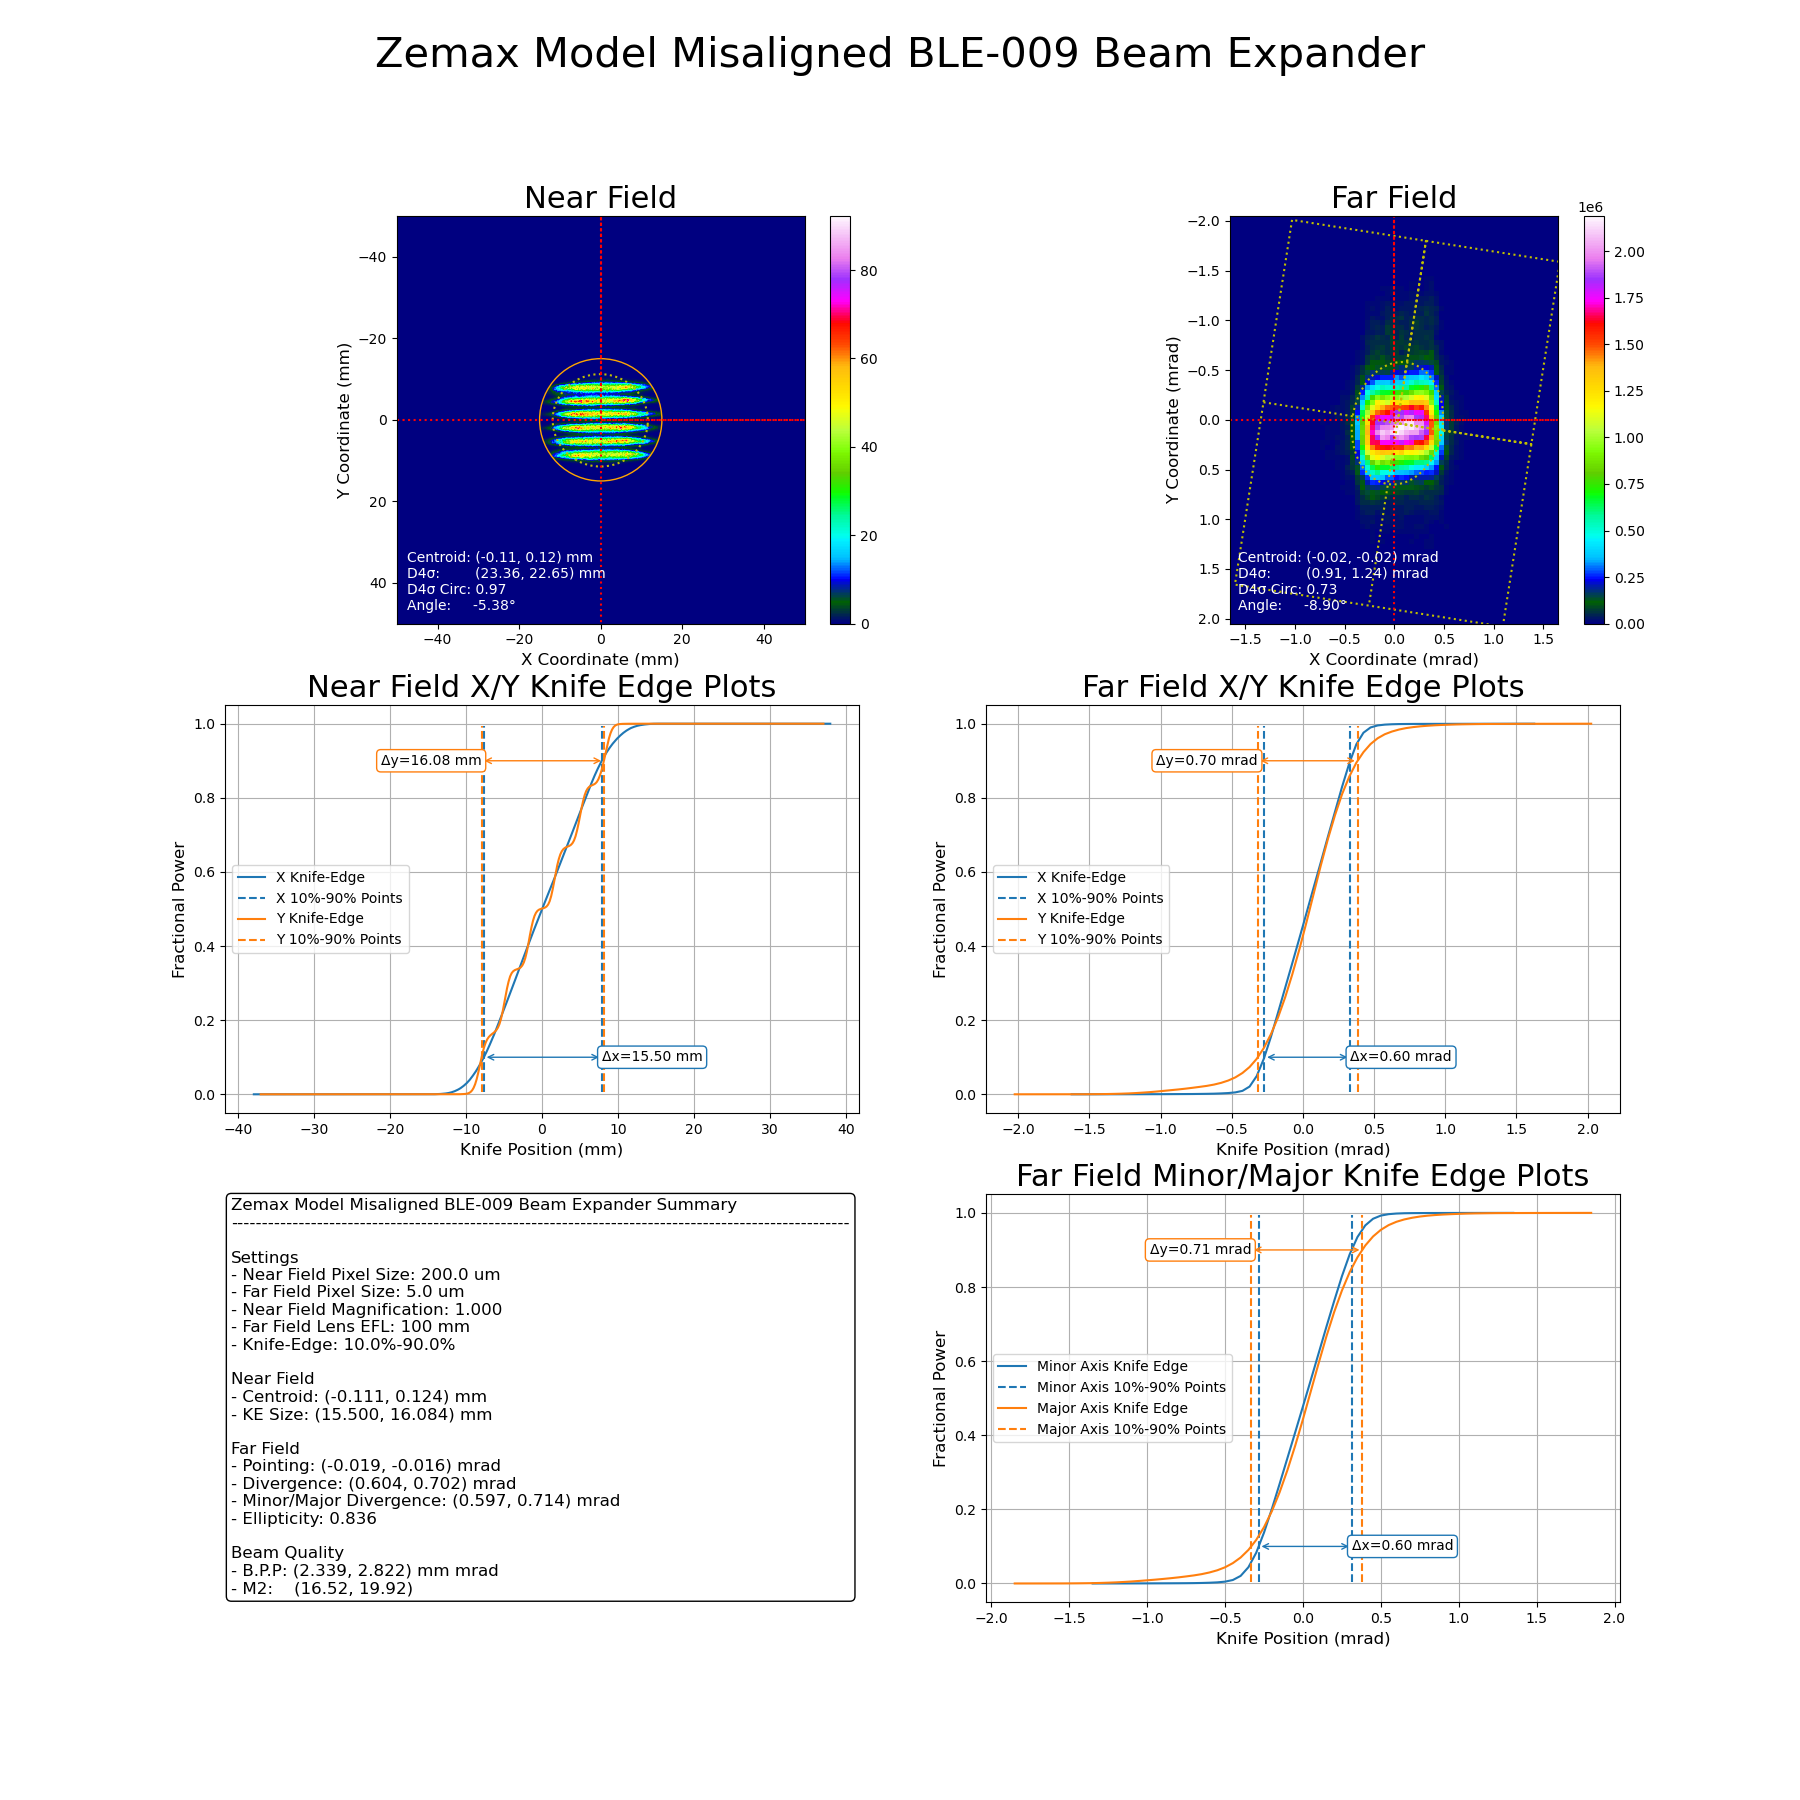 Zemax Model Misaligned BLE-009 Beam Expander
Near Field
Y Coordinate (mm)
−40
−20
0
20
40
Centroid: (-0.11, 0.12) mm
D4σ: (23.36, 22.65) mm
D4σ Circ: 0.97
Angle: -5.38°
−40 −20 0 20 40
X Coordinate (mm)
80
60
40
20
0
Far Field
1e6
Y Coordinate (mrad)
−2.0
−1.5
−1.0
−0.5
0.0
0.5
1.0
1.5
2.0
Centroid: (-0.02, -0.02) mrad
D4σ: (0.91, 1.24) mrad
D4σ Circ: 0.73
Angle: -8.90°
−1.5 −1.0 −0.5 0.0 0.5 1.0 1.5
X Coordinate (mrad)
2.00
1.75
1.50
1.25
1.00
0.75
0.50
0.25
0.00
Near Field X/Y Knife Edge Plots
Fractional Power
1.0
0.8
0.6
0.4
0.2
0.0
Δy=16.08 mm
X Knife-Edge
X 10%-90% Points
Y Knife-Edge
Y 10%-90% Points
Δx=15.50 mm
−40 −30 −20 −10 0 10 20 30 40
Knife Position (mm)
Far Field X/Y Knife Edge Plots
Fractional Power
1.0
0.8
0.6
0.4
0.2
0.0
Δy=0.70 mrad
X Knife-Edge
X 10%-90% Points
Y Knife-Edge
Y 10%-90% Points
Δx=0.60 mrad
−2.0 −1.5 −1.0 −0.5 0.0 0.5 1.0 1.5 2.0
Knife Position (mrad)
Zemax Model Misaligned BLE-009 Beam Expander Summary
Settings
- Near Field Pixel Size: 200.0 um
- Far Field Pixel Size: 5.0 um
- Near Field Magnification: 1.000
- Far Field Lens EFL: 100 mm
- Knife-Edge: 10.0%-90.0%
Near Field
- Centroid: (-0.111, 0.124) mm
- KE Size: (15.500, 16.084) mm
Far Field
- Pointing: (-0.019, -0.016) mrad
- Divergence: (0.604, 0.702) mrad
- Minor/Major Divergence: (0.597, 0.714) mrad
- Ellipticity: 0.836
Beam Quality
- B.P.P: (2.339, 2.822) mm mrad
- M2: (16.52, 19.92)
Far Field Minor/Major Knife Edge Plots
Fractional Power
1.0
0.8
0.6
0.4
0.2
0.0
Δy=0.71 mrad
Minor Axis Knife Edge
Minor Axis 10%-90% Points
Major Axis Knife Edge
Major Axis 10%-90% Points
Δx=0.60 mrad
−2.0 −1.5 −1.0 −0.5 0.0 0.5 1.0 1.5 2.0
Knife Position (mrad)